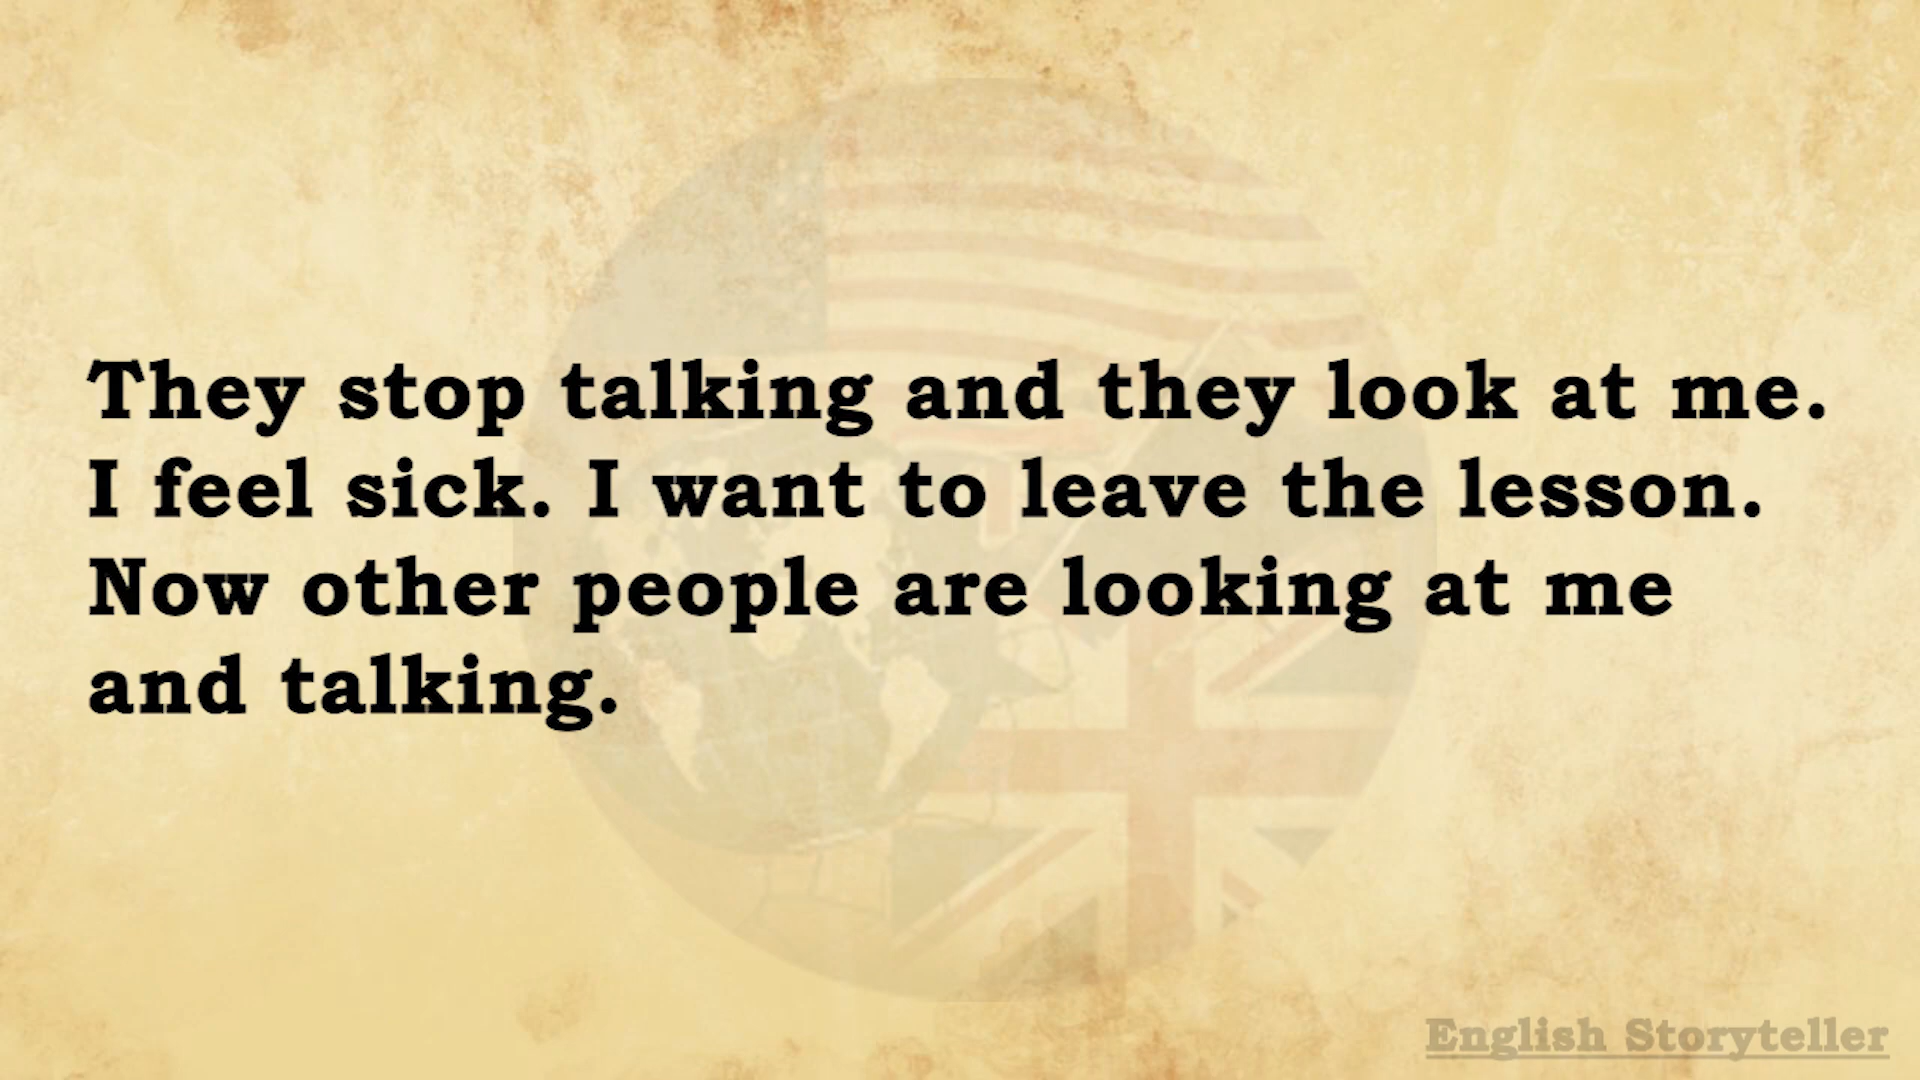 They stop talking and they look at me.
I feel sick. I want to leave the lesson.
Now other people are looking at me
and talking.
English Storyteller